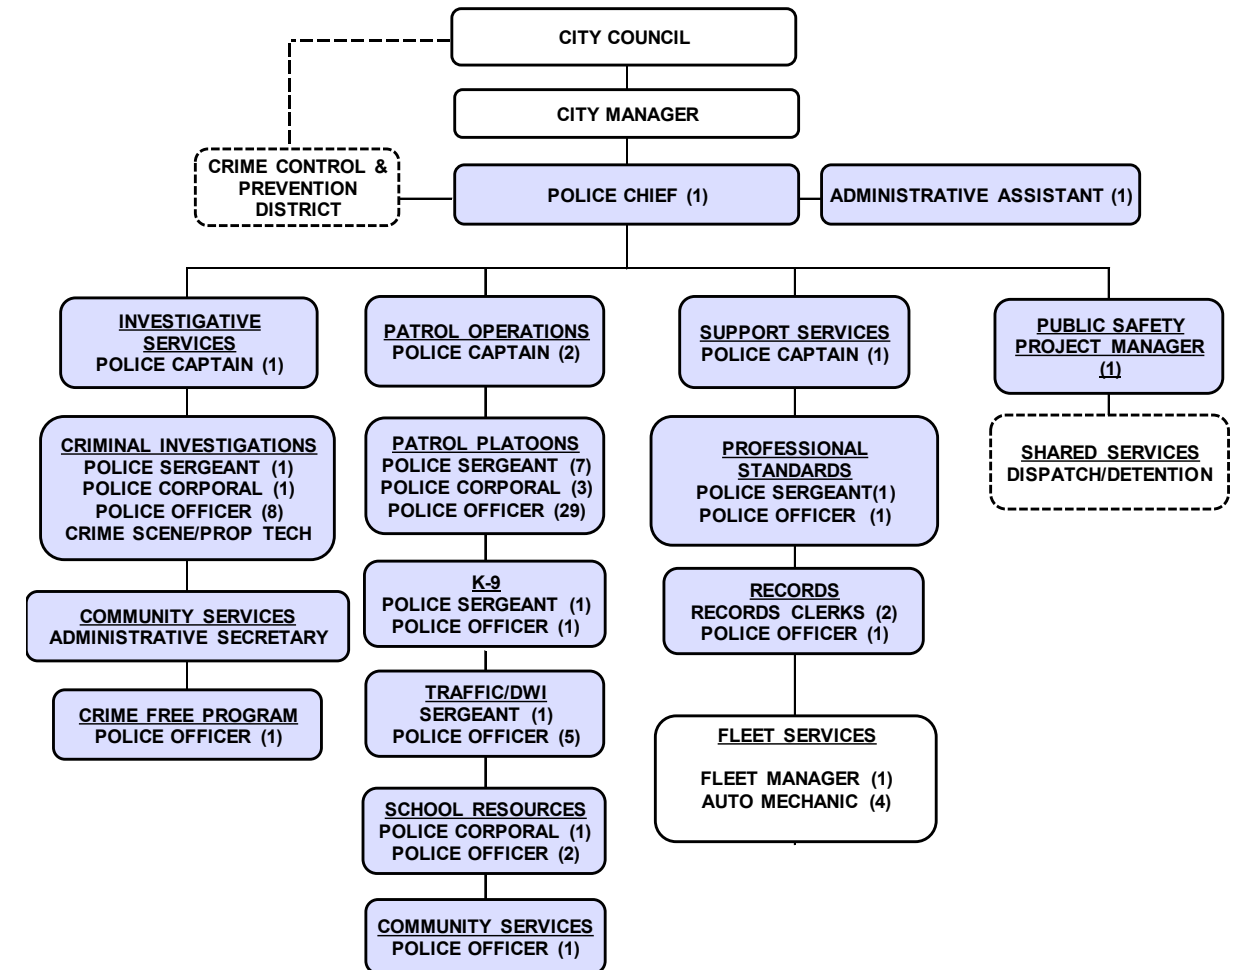 CITY COUNCIL
CITY MANAGER
CRIME CONTROL &
PREVENTION
DISTRICT
POLICE CHIEF (1)
ADMINISTRATIVE ASSISTANT (1)
INVESTIGATIVE
SERVICES
POLICE CAPTAIN (1)
CRIMINAL INVESTIGATIONS
POLICE SERGEANT (1)
POLICE CORPORAL (1)
POLICE OFFICER (8)
CRIME SCENE/PROP TECH
COMMUNITY SERVICES
ADMINISTRATIVE SECRETARY
CRIME FREE PROGRAM
POLICE OFFICER (1)
PATROL OPERATIONS
POLICE CAPTAIN (2)
PATROL PLATOONS
POLICE SERGEANT (7)
POLICE CORPORAL (3)
POLICE OFFICER (29)
K-9
POLICE SERGEANT (1)
POLICE OFFICER (1)
TRAFFIC/DWI
SERGEANT (1)
POLICE OFFICER (5)
SCHOOL RESOURCES
POLICE CORPORAL (1)
POLICE OFFICER (2)
COMMUNITY SERVICES
POLICE OFFICER (1)
SUPPORT SERVICES
POLICE CAPTAIN (1)
PROFESSIONAL
STANDARDS
POLICE SERGEANT(1)
POLICE OFFICER (1)
RECORDS
RECORDS CLERKS (2)
POLICE OFFICER (1)
FLEET SERVICES
FLEET MANAGER (1)
AUTO MECHANIC (4)
PUBLIC SAFETY
PROJECT MANAGER
(1)
SHARED SERVICES
DISPATCH/DETENTION